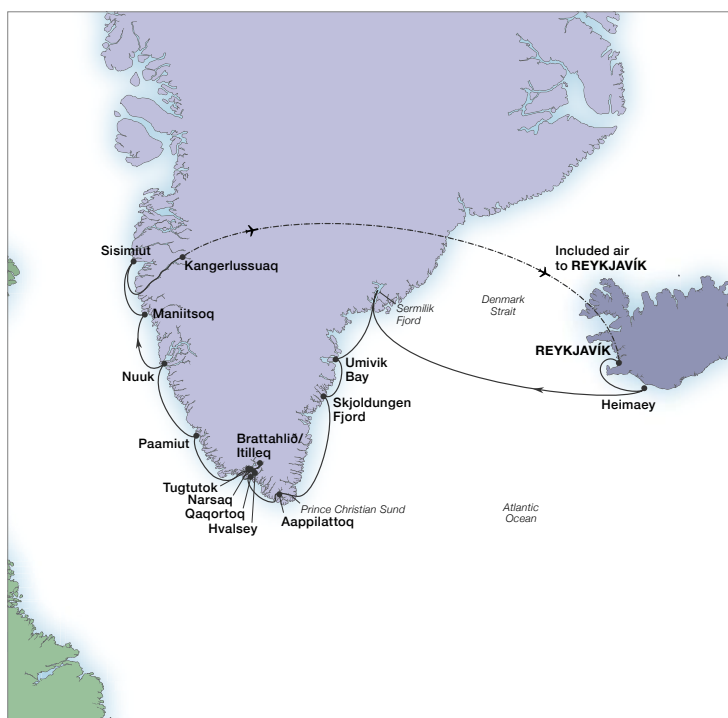 Sisimiut
Kangerlussuaq
Included air
to REYKJAVÍK
Sermilik
Fjord
Denmark
Strait
Maniitsoq
REYKJAVÍK
Umivik
Bay
Nuuk
Heimaey
Skjoldungen
Fjord
Paamiut
Brattahlið/
Itilleq
Tugtutok
Narsaq
Qaqortoq
Hvalsey
Prince Christian Sund
Aappilattoq
Atlantic
Ocean